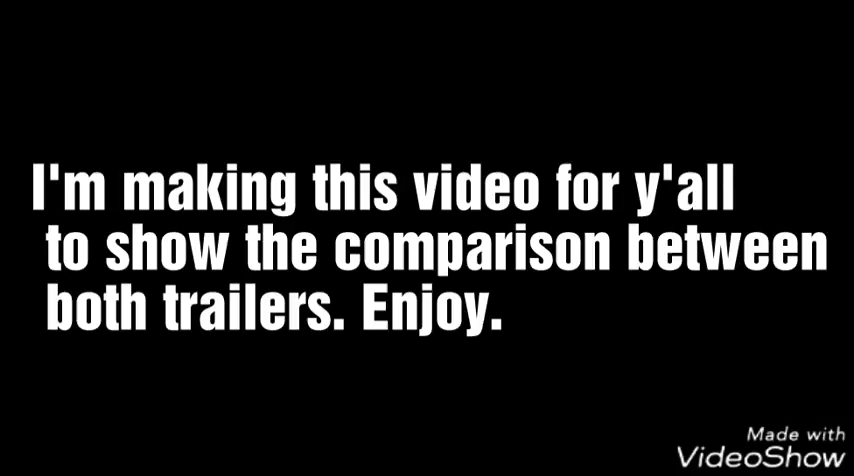 I'm making this video for y'all
to show the comparison between
both trailers. Enjoy.
Made with
VideoShow